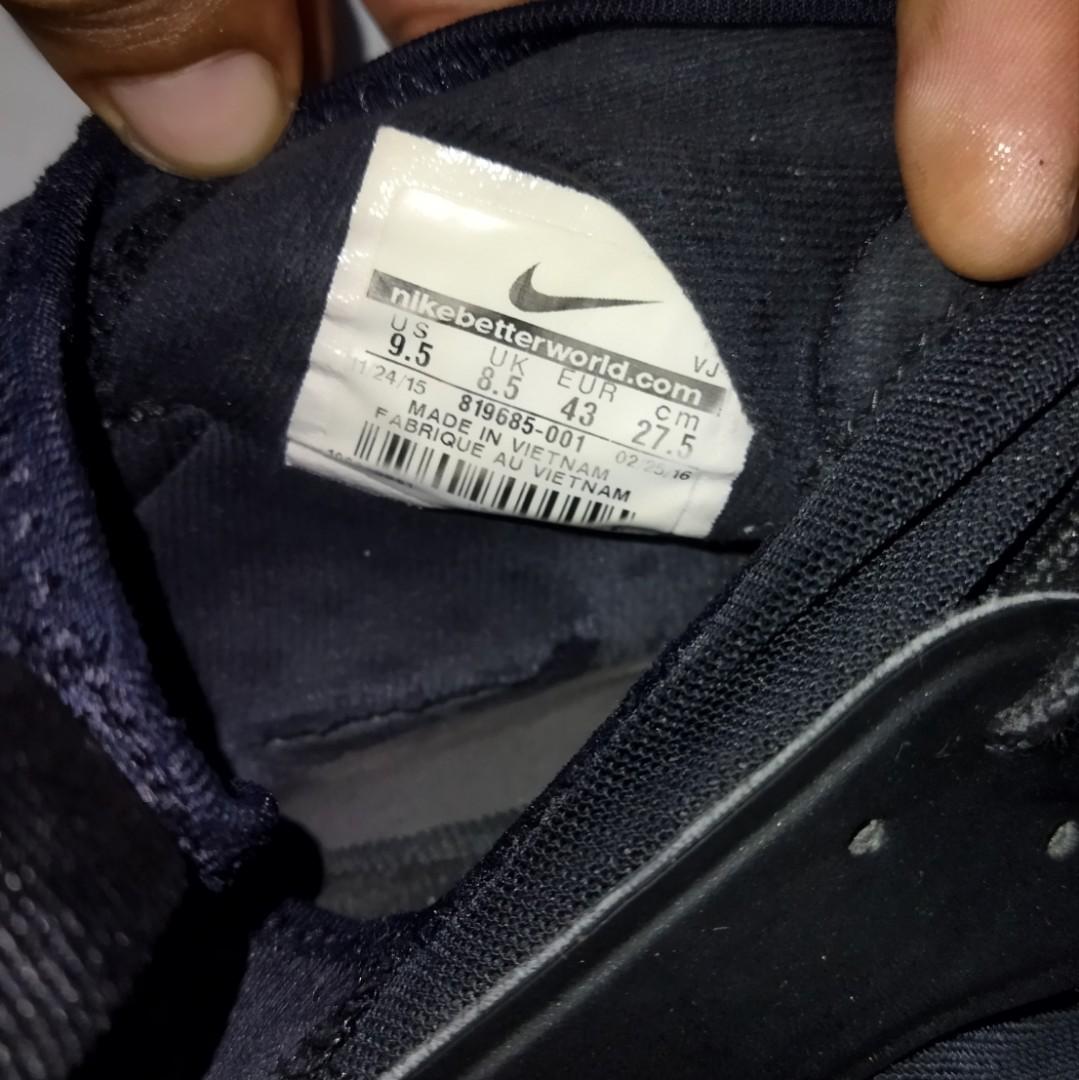 nikebetterworld.com
VJ
US UK EUR cm
9.5 8.5 43 27.5
11/24/15 819685-001 02/25/16
MADE IN VIETNAM
FABRIQUE AU VIETNAM